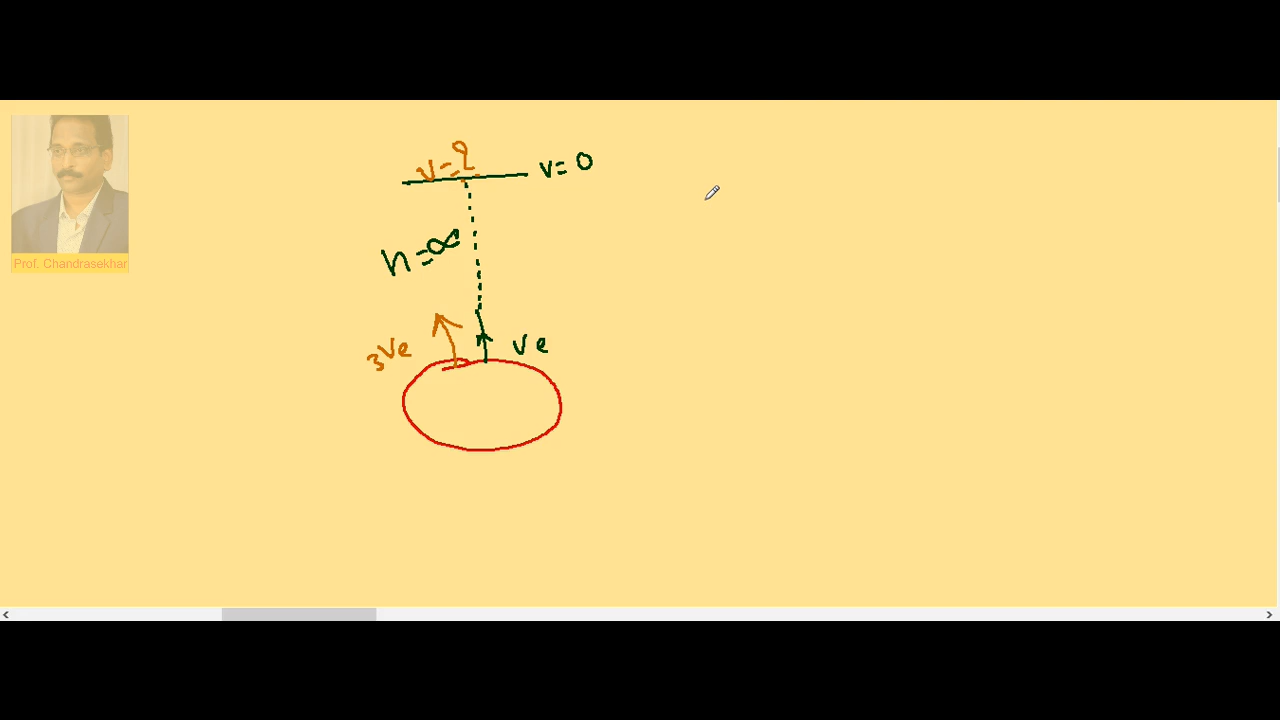 v=?
v=0
h=∞
3Ve
Ve
Prof. Chandrasekhar